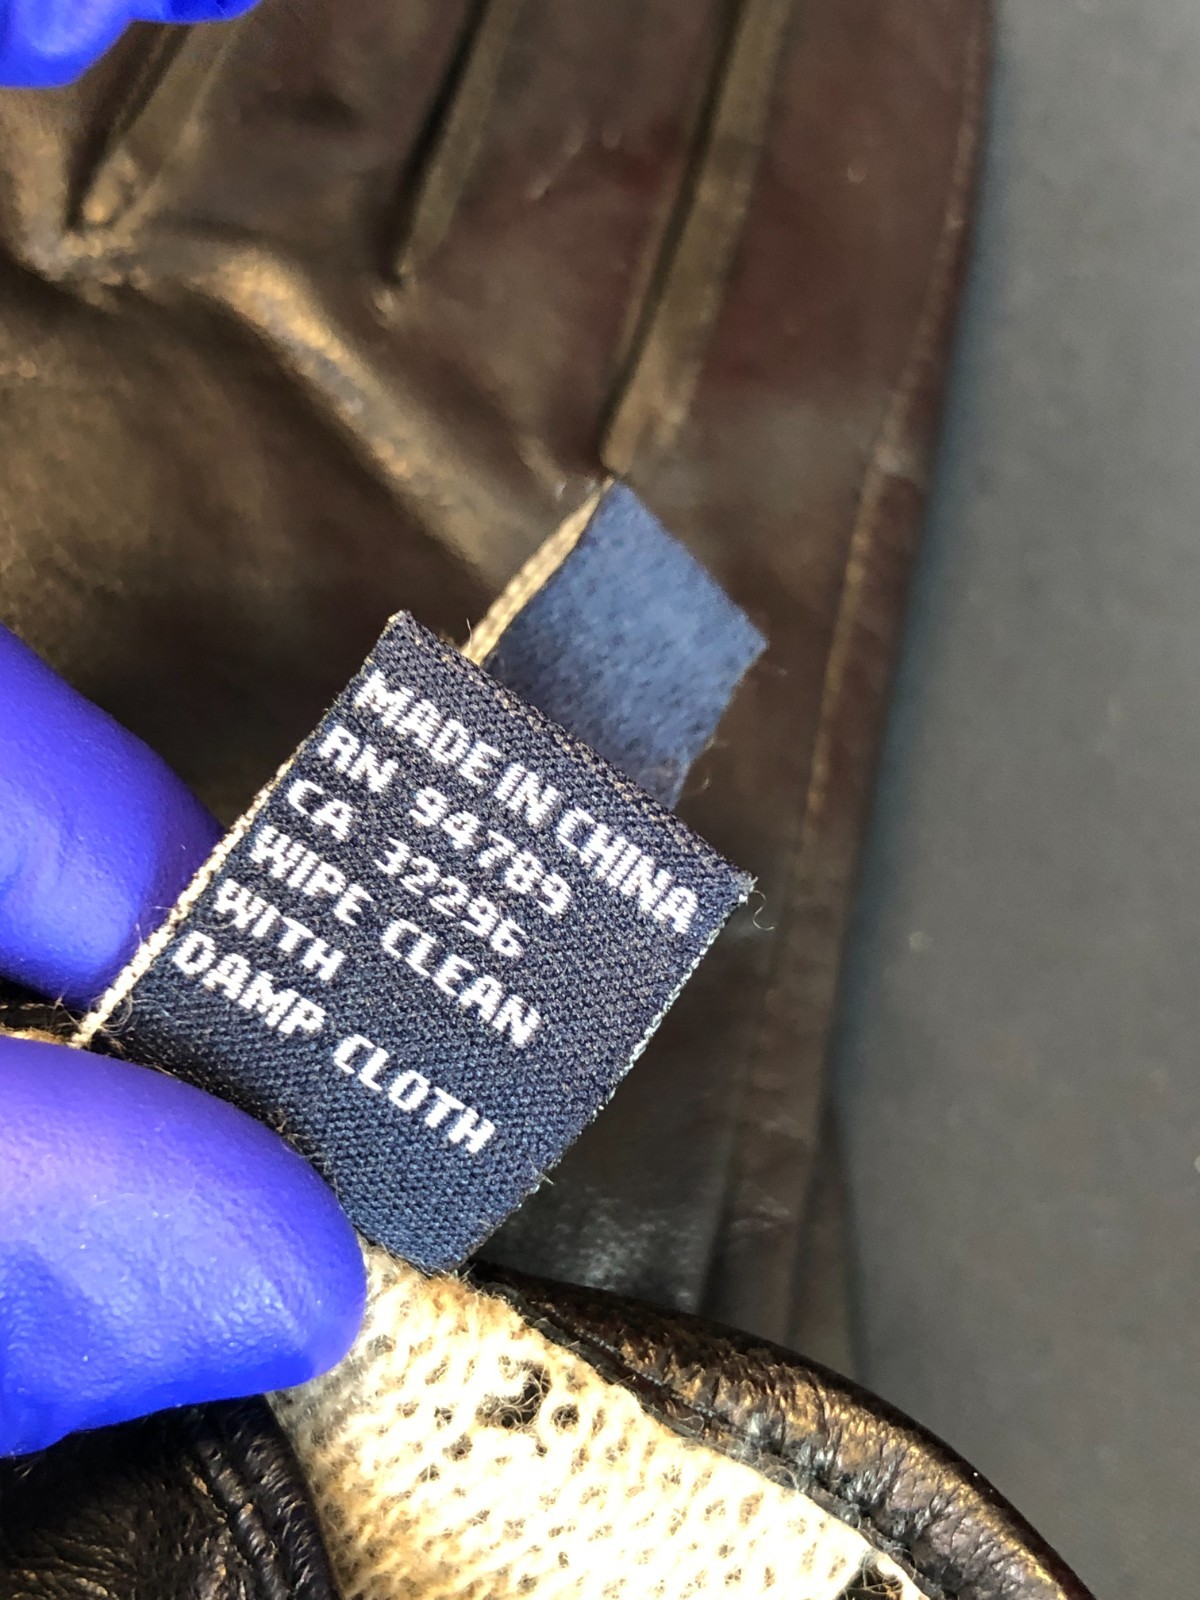 MADE IN CHINA
RN 94789
CA 32296
WIPE CLEAN
WITH
DAMP CLOTH